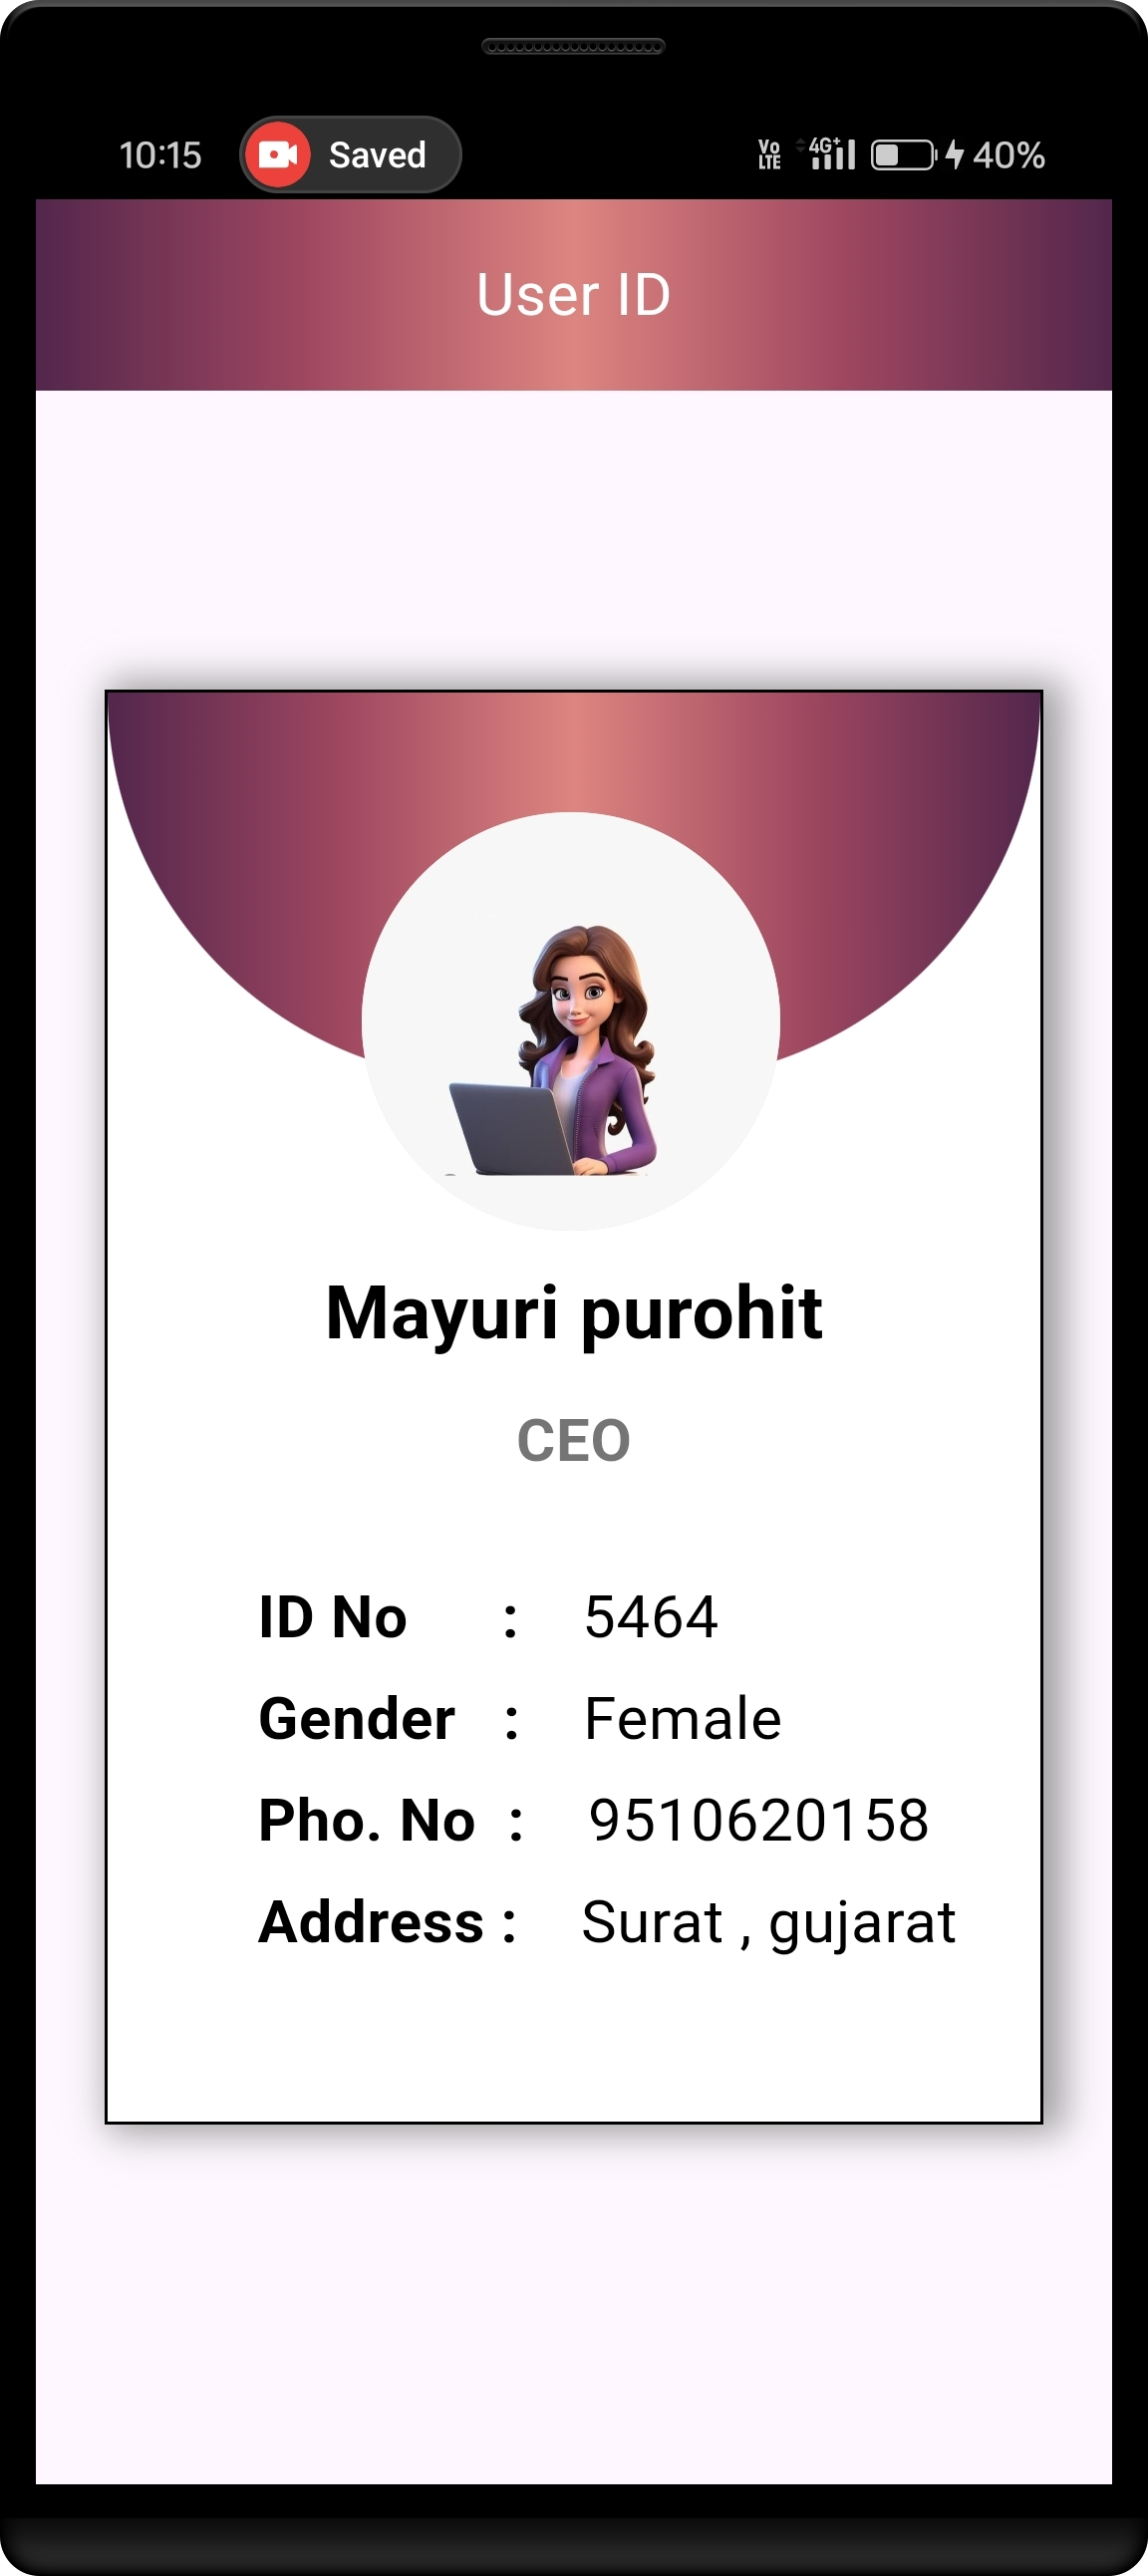 10:15 Saved Vo LTE 4G+ 40%
User ID
Mayuri purohit
CEO
ID No : 5464
Gender : Female
Pho. No : 9510620158
Address : Surat , gujarat